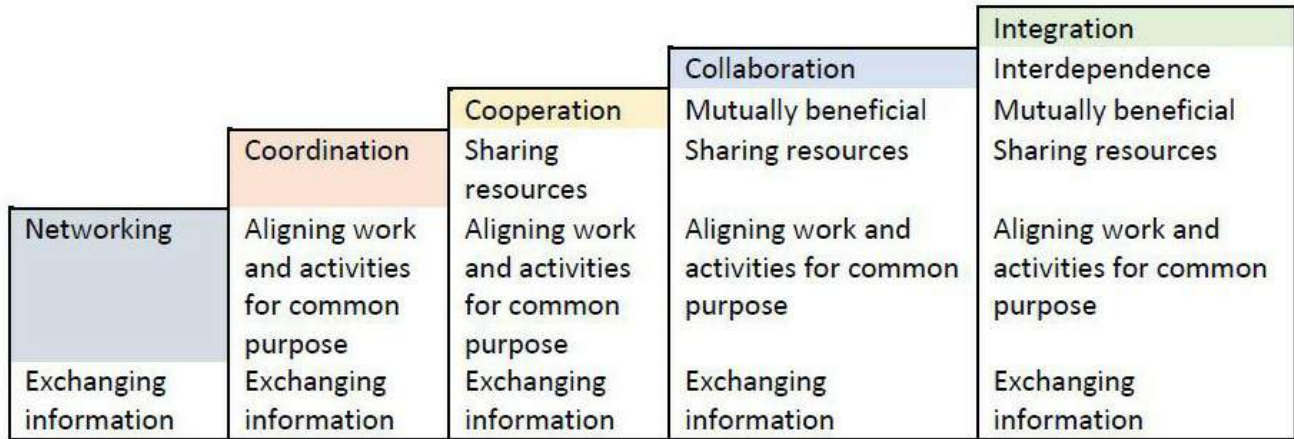 Networking
Exchanging
information
Coordination
Aligning work
and activities
for common
purpose
Exchanging
information
Cooperation
Sharing
resources
Aligning work
and activities
for common
purpose
Exchanging
information
Collaboration
Mutually beneficial
Sharing resources
Aligning work and
activities for common
purpose
Exchanging
information
Integration
Interdependence
Mutually beneficial
Sharing resources
Aligning work and
activities for common
purpose
Exchanging
information